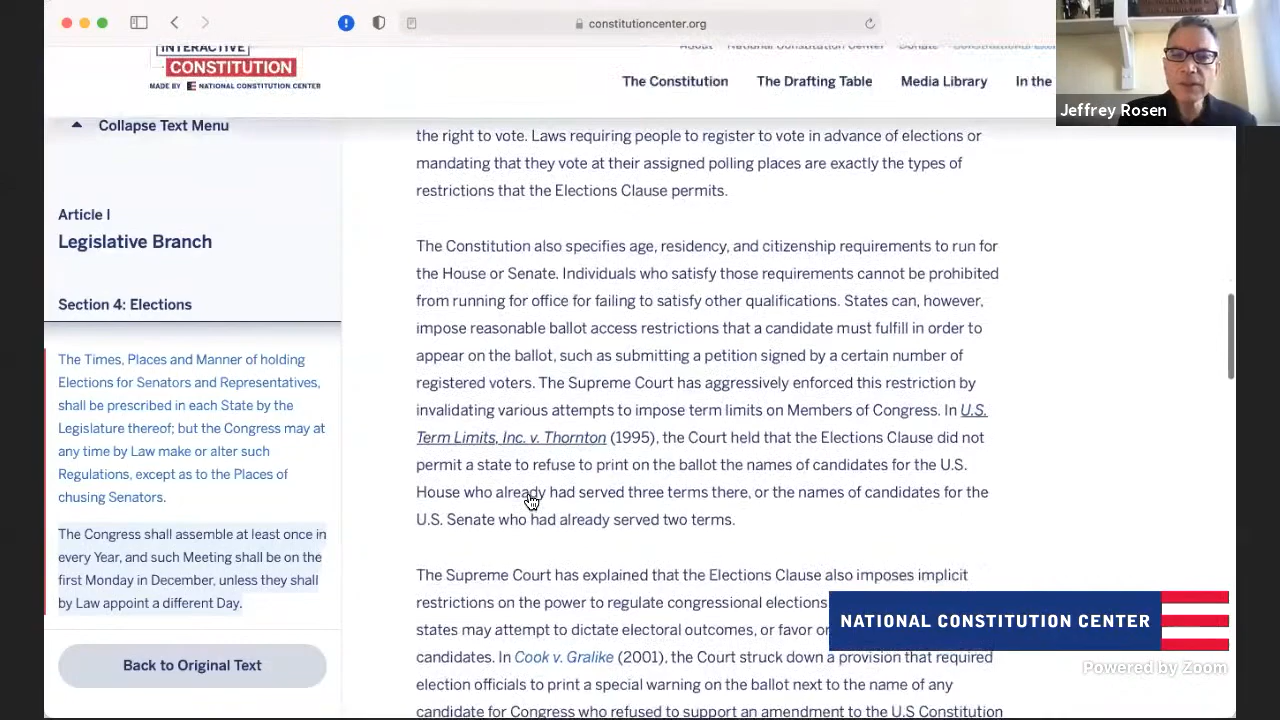 constitutioncenter.org
INTERACTIVE
CONSTITUTION
MADE BY NATIONAL CONSTITUTION CENTER
About National Constitution Center Donate
The Constitution The Drafting Table Media Library In the
Jeffrey Rosen
Collapse Text Menu
Article I
Legislative Branch
Section 4: Elections
The Times, Places and Manner of holding
Elections for Senators and Representatives,
shall be prescribed in each State by the
Legislature thereof; but the Congress may at
any time by Law make or alter such
Regulations, except as to the Places of
chusing Senators.
The Congress shall assemble at least once in
every Year, and such Meeting shall be on the
first Monday in December, unless they shall
by Law appoint a different Day.
Back to Original Text
the right to vote. Laws requiring people to register to vote in advance of elections or
mandating that they vote at their assigned polling places are exactly the types of
restrictions that the Elections Clause permits.
The Constitution also specifies age, residency, and citizenship requirements to run for
the House or Senate. Individuals who satisfy those requirements cannot be prohibited
from running for office for failing to satisfy other qualifications. States can, however,
impose reasonable ballot access restrictions that a candidate must fulfill in order to
appear on the ballot, such as submitting a petition signed by a certain number of
registered voters. The Supreme Court has aggressively enforced this restriction by
invalidating various attempts to impose term limits on Members of Congress. In U.S.
Term Limits, Inc. v. Thornton (1995), the Court held that the Elections Clause did not
permit a state to refuse to print on the ballot the names of candidates for the U.S.
House who already had served three terms there, or the names of candidates for the
U.S. Senate who had already served two terms.
The Supreme Court has explained that the Elections Clause also imposes implicit
restrictions on the power to regulate congressional elections
states may attempt to dictate electoral outcomes, or favor or
candidates. In Cook v. Gralike (2001), the Court struck down a provision that required
election officials to print a special warning on the ballot next to the name of any
candidate for Congress who refused to support an amendment to the U.S Constitution
NATIONAL CONSTITUTION CENTER
Powered by Zoom